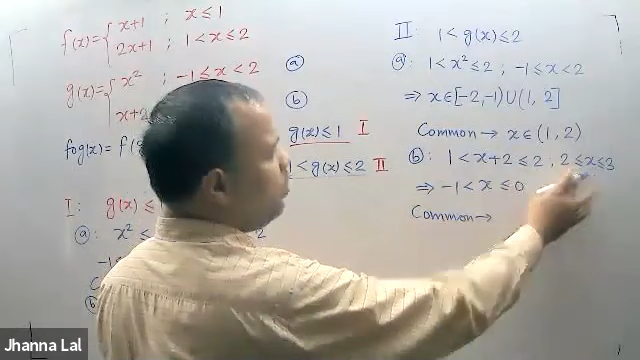 f(x)= { x+1 ; x≤1
2x+1 ; 1<x≤2
g(x)= { x² ; -1≤x<2
x+2
fog(x)= f(g
ⓐ
ⓑ
g(x)≤1 I
1<g(x)≤2 II
I: g(x)≤
ⓐ: x²≤ 2
ⓑ
II: 1<g(x)≤2
ⓐ: 1<x²≤2 ; -1≤x<2
⇒ x∈[-2,-1)∪(1, 2]
Common→ x∈(1, 2)
ⓑ: 1<x+2≤2, 2≤x≤3
⇒ -1<x≤0
Common→
Jhanna Lal